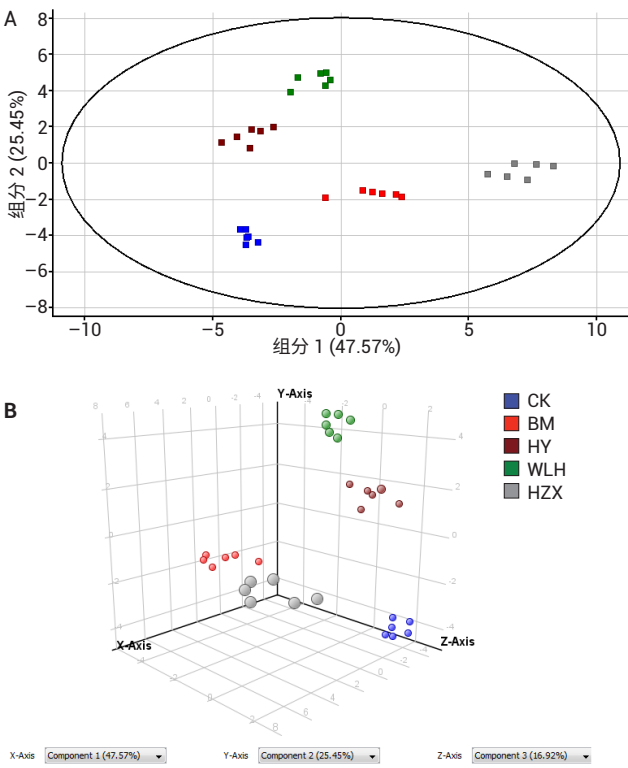 A
组分 2 (25.45%)
8
6
4
2
0
−2
−4
−6
−8
−10
−5
0
5
10
组分 1 (47.57%)
B
Y-Axis
X-Axis
Z-Axis
CK
BM
HY
WLH
HZX
X-Axis Component 1 (47.57%) Y-Axis Component 2 (25.45%) Z-Axis Component 3 (16.92%)